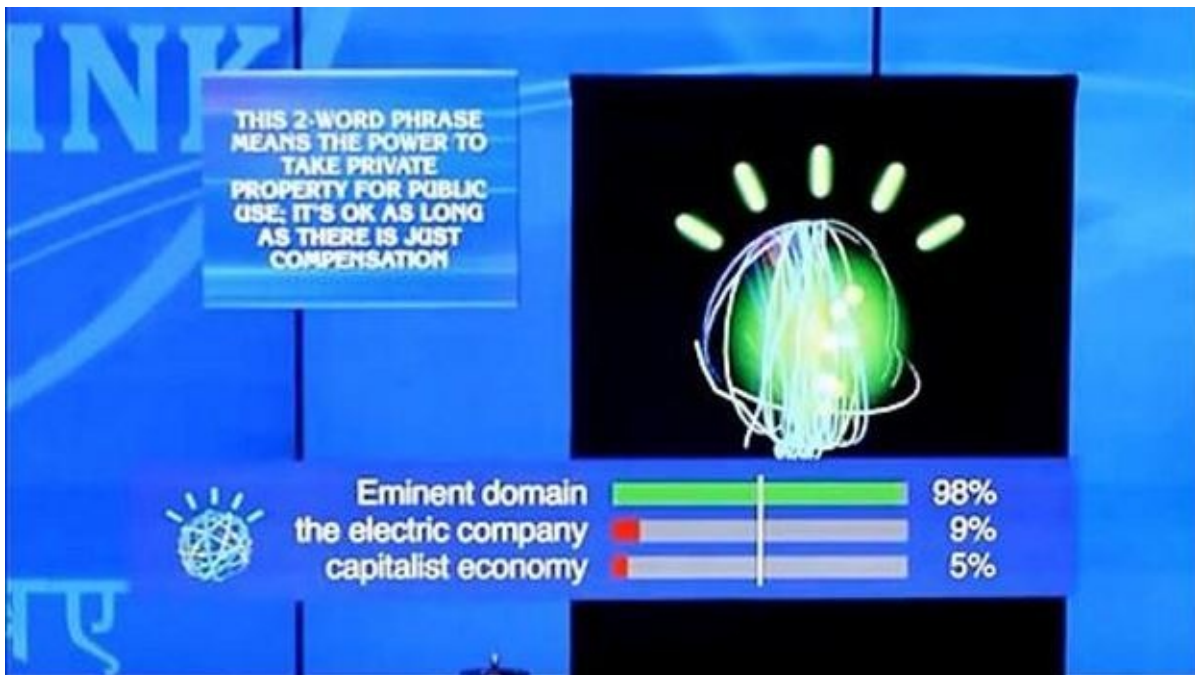 INK
THIS 2-WORD PHRASE
MEANS THE POWER TO
TAKE PRIVATE
PROPERTY FOR PUBLIC
USE; IT'S OK AS LONG
AS THERE IS JUST
COMPENSATION
Eminent domain 98%
the electric company 9%
capitalist economy 5%